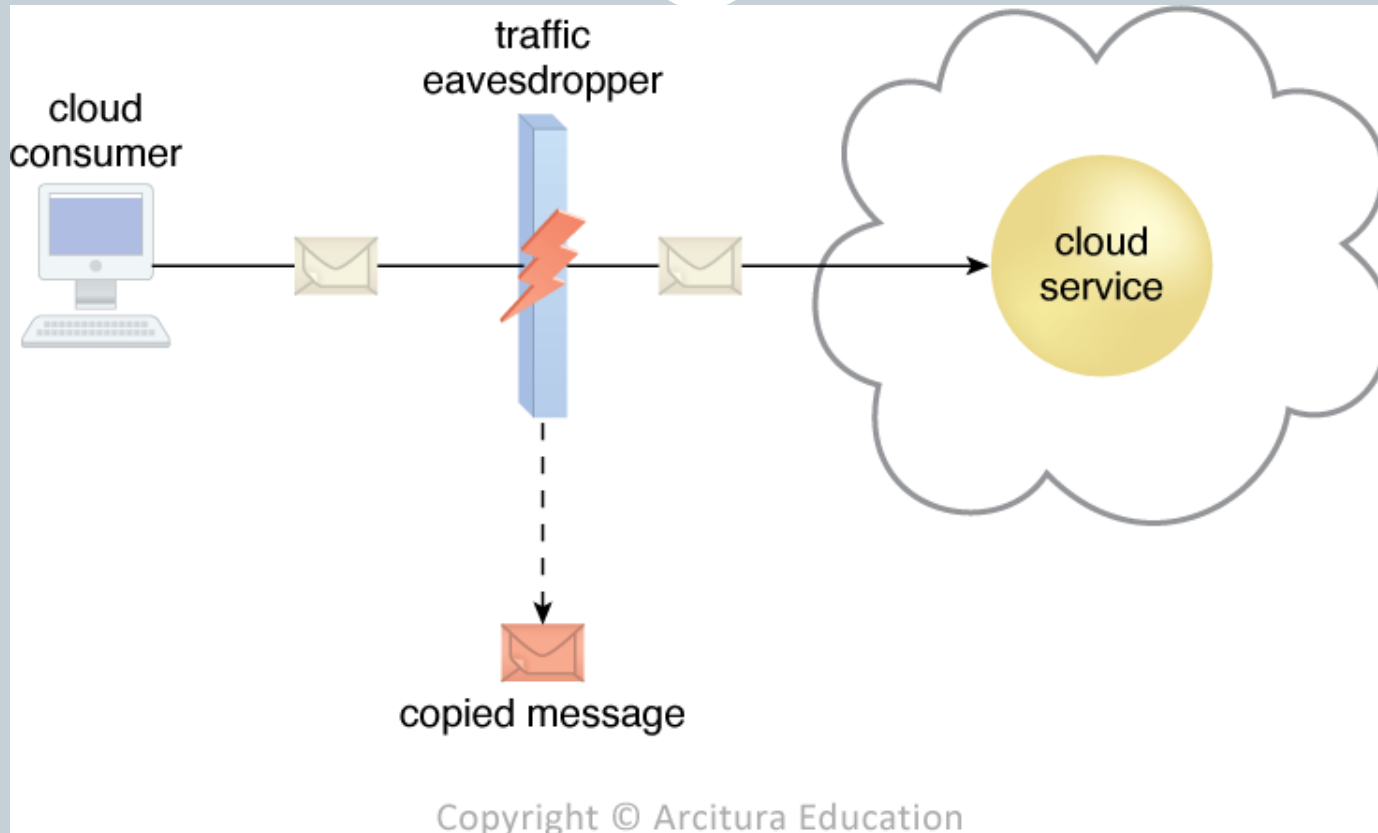 traffic
eavesdropper
cloud
consumer
cloud
service
copied message
Copyright © Arcitura Education